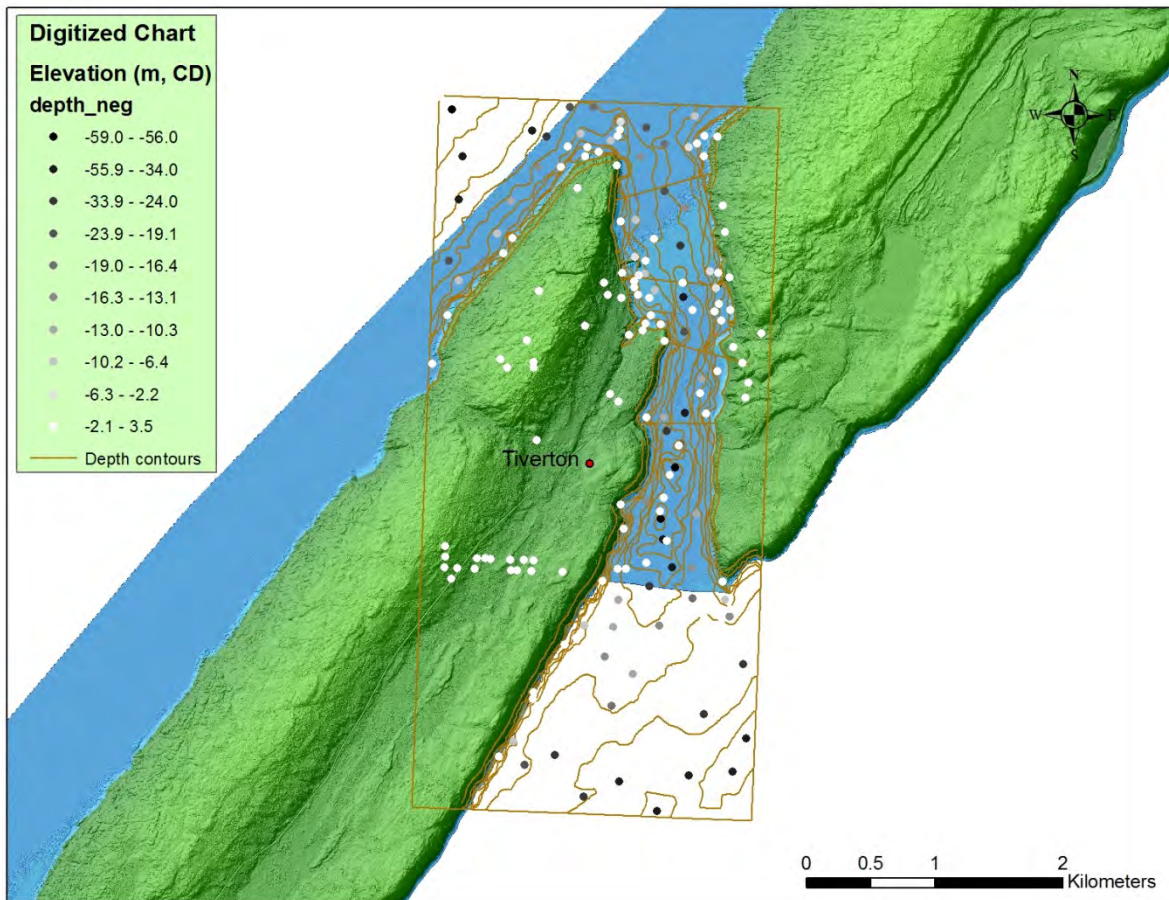 Digitized Chart
Elevation (m, CD)
depth_neg
-59.0 - -56.0
-55.9 - -34.0
-33.9 - -24.0
-23.9 - -19.1
-19.0 - -16.4
-16.3 - -13.1
-13.0 - -10.3
-10.2 - -6.4
-6.3 - -2.2
-2.1 - 3.5
Depth contours
N
W E
S
Tiverton
0 0.5 1 2
Kilometers